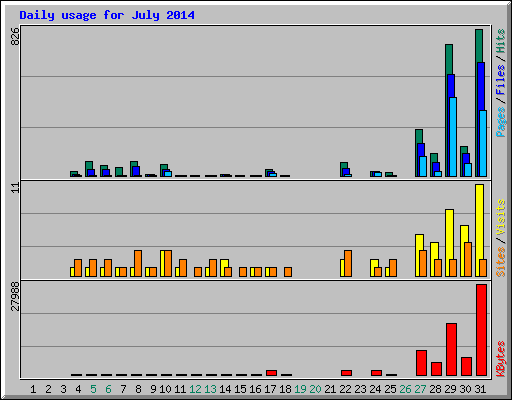 Daily usage for July 2014
826
Pages / Files / Hits
11
Sites / Visits
27988
KBytes
1 2 3 4 5 6 7 8 9 10 11 12 13 14 15 16 17 18 19 20 21 22 23 24 25 26 27 28 29 30 31